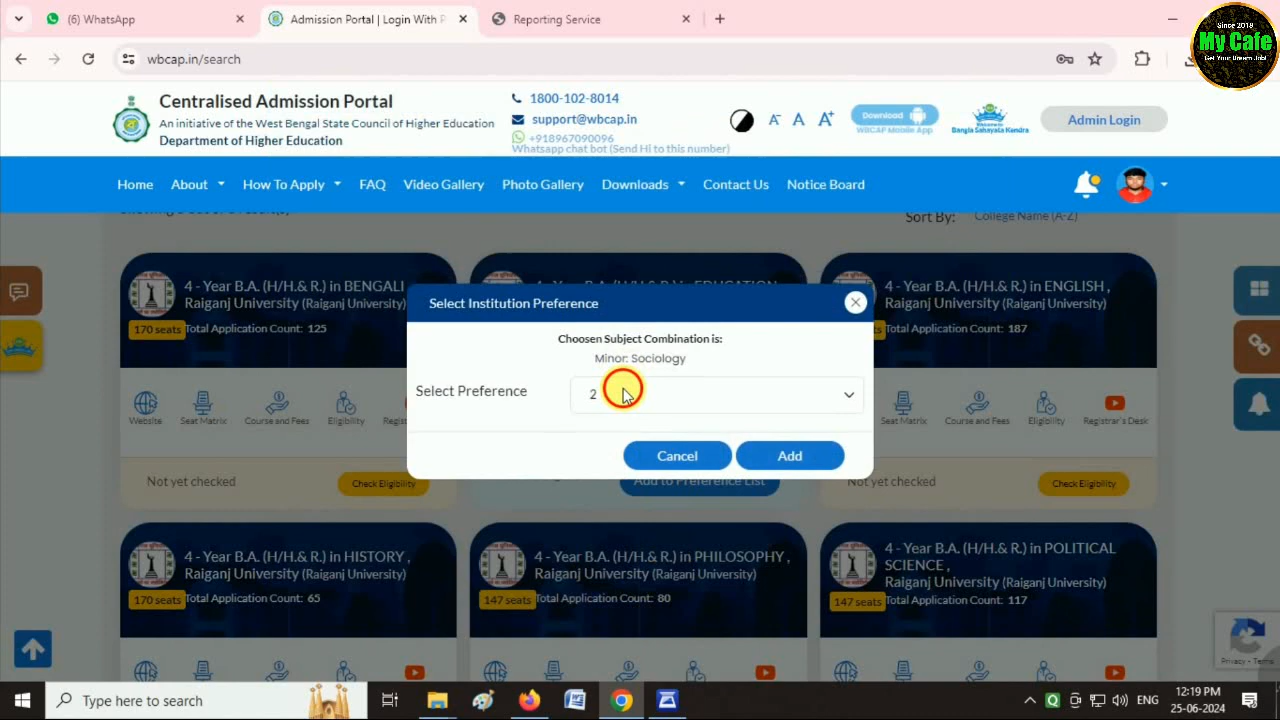 (6) WhatsApp
Admission Portal | Login With
Reporting Service
Since 2018
My Cafe
Get Your Dream Job!
wbcap.in/search
Centralised Admission Portal
An initiative of the West Bengal State Council of Higher Education
Department of Higher Education
1800-102-8014
support@wbcap.in
+918967090096
Whatsapp chat bot (Send Hi to this number)
A- A A+
Download
WBCAP Mobile App
Bangla Sahayata Kendra
Admin Login
Home About How To Apply FAQ Video Gallery Photo Gallery Downloads Contact Us Notice Board
Sort By: College Name (A-Z)
4 - Year B.A. (H/H.& R.) in BENGALI
Raiganj University (Raiganj University)
170 seats Total Application Count: 125
4 - Year B.A. (H/H.& R.) in ENGLISH ,
Raiganj University (Raiganj University)
Total Application Count: 187
Select Institution Preference
Choosen Subject Combination is:
Minor: Sociology
Select Preference 2
Cancel Add
Website Seat Matrix Course and Fees Eligibility
Seat Matrix Course and Fees Eligibility Registrar's Desk
Not yet checked Check Eligibility
Add to Preference List
Not yet checked Check Eligibility
4 - Year B.A. (H/H.& R.) in HISTORY ,
Raiganj University (Raiganj University)
170 seats Total Application Count: 65
4 - Year B.A. (H/H.& R.) in PHILOSOPHY ,
Raiganj University (Raiganj University)
147 seats Total Application Count: 80
4 - Year B.A. (H/H.& R.) in POLITICAL
SCIENCE ,
Raiganj University (Raiganj University)
147 seats Total Application Count: 117
Privacy - Terms
Type here to search
ENG
12:19 PM
25-06-2024